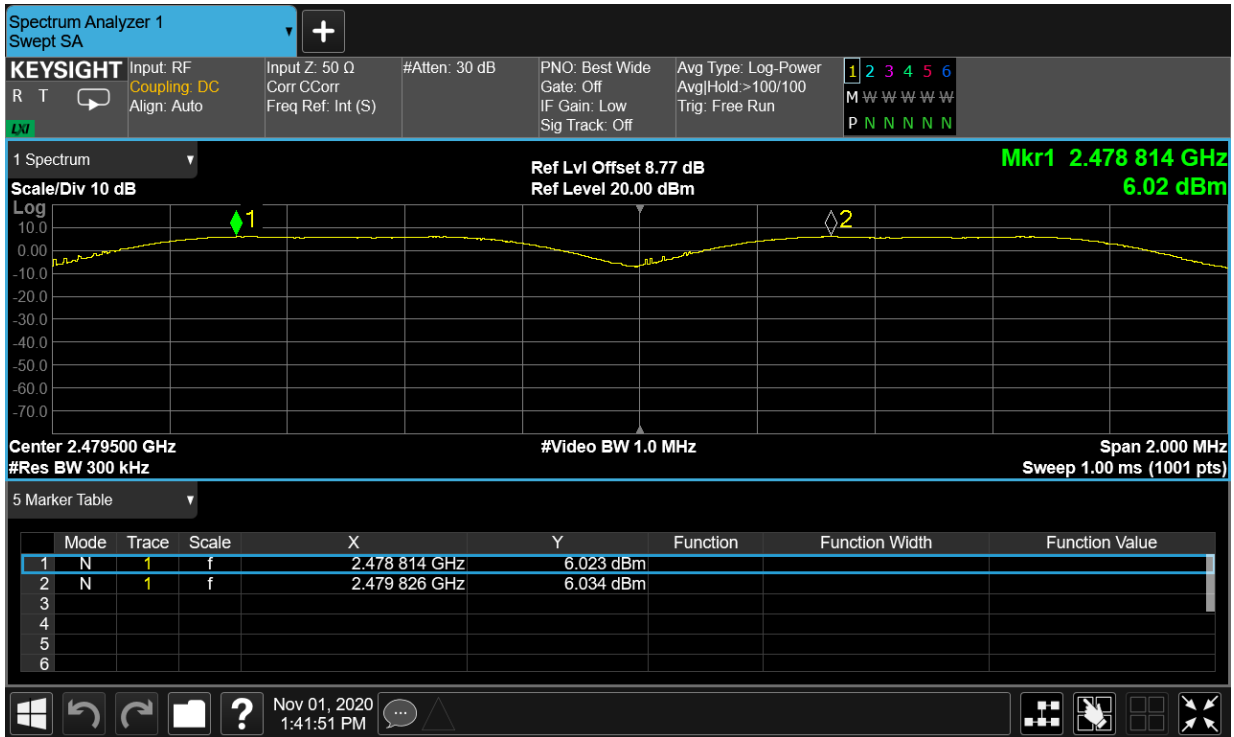 Spectrum Analyzer 1
Swept SA
KEYSIGHT
R T
LXI
Input: RF
Coupling: DC
Align: Auto
Input Z: 50 Ω
Corr CCorr
Freq Ref: Int (S)
#Atten: 30 dB
PNO: Best Wide
Gate: Off
IF Gain: Low
Sig Track: Off
Avg Type: Log-Power
Avg|Hold:>100/100
Trig: Free Run
1 2 3 4 5 6
M W W W W W
P N N N N N
1 Spectrum
Scale/Div 10 dB
Ref Lvl Offset 8.77 dB
Ref Level 20.00 dBm
Mkr1 2.478 814 GHz
6.02 dBm
Log
1
2
10.0
0.00
-10.0
-20.0
-30.0
-40.0
-50.0
-60.0
-70.0
Center 2.479500 GHz
#Res BW 300 kHz
#Video BW 1.0 MHz
Span 2.000 MHz
Sweep 1.00 ms (1001 pts)
5 Marker Table
Mode Trace Scale X Y Function Function Width Function Value
1 N 1 f 2.478 814 GHz 6.023 dBm
2 N 1 f 2.479 826 GHz 6.034 dBm
3
4
5
6
?
Nov 01, 2020
1:41:51 PM